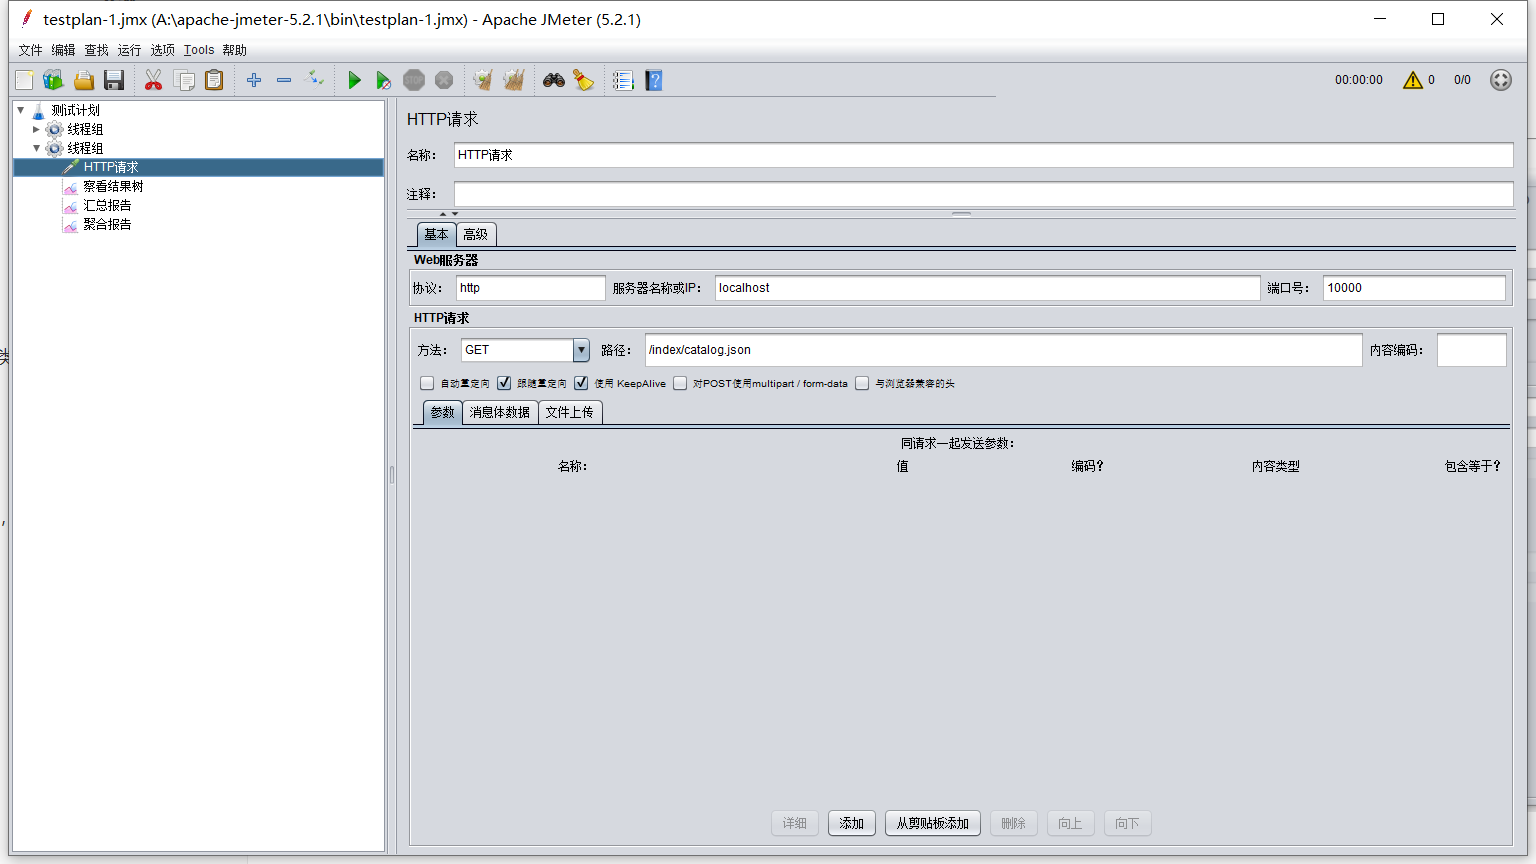 testplan-1.jmx (A:\apache-jmeter-5.2.1\bin\testplan-1.jmx) - Apache JMeter (5.2.1)
文件 编辑 查找 运行 选项 Tools 帮助
STOP
00:00:00 0 0/0
测试计划
线程组
线程组
HTTP请求
察看结果树
汇总报告
聚合报告
HTTP请求
名称： HTTP请求
注释：
基本 高级
Web服务器
协议： http 服务器名称或IP： localhost 端口号： 10000
HTTP请求
方法： GET 路径： /index/catalog.json 内容编码：
自动重定向 跟随重定向 使用 KeepAlive 对POST使用multipart / form-data 与浏览器兼容的头
参数 消息体数据 文件上传
同请求一起发送参数：
名称： 值 编码？ 内容类型 包含等于？
详细 添加 从剪贴板添加 删除 向上 向下